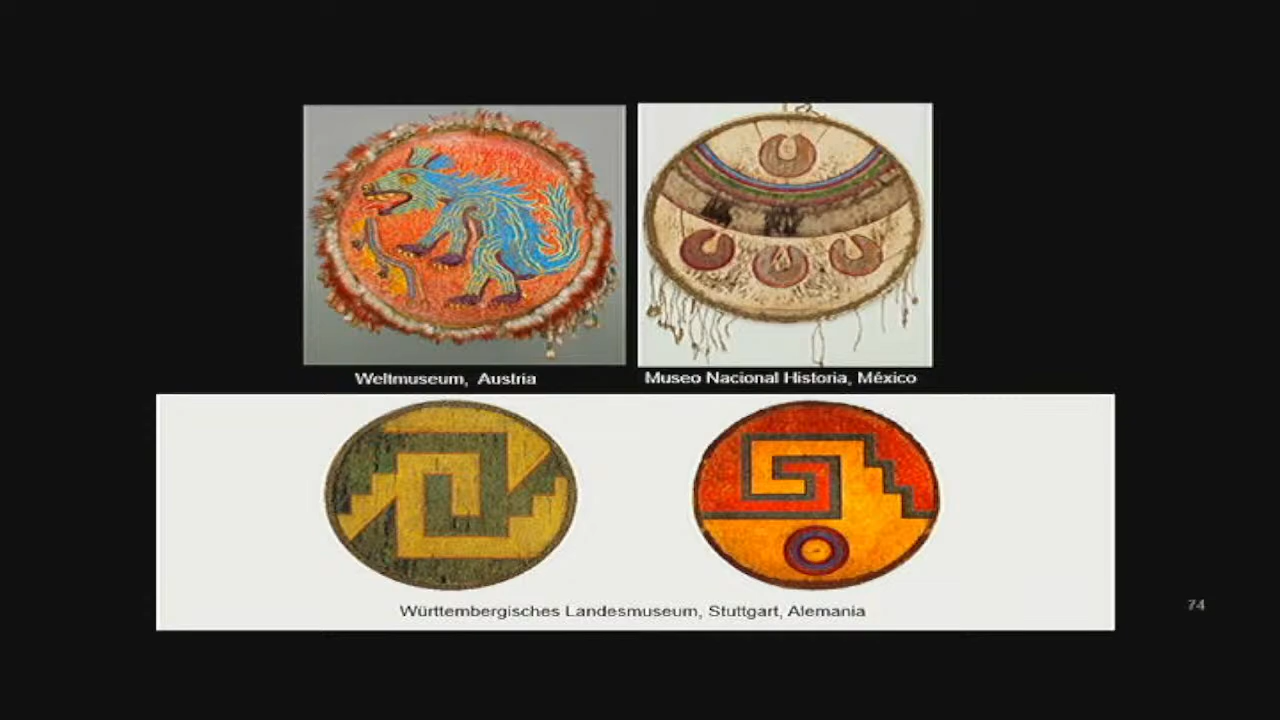 Weltmuseum, Austria
Museo Nacional Historia, México
Württembergisches Landesmuseum, Stuttgart, Alemania
74